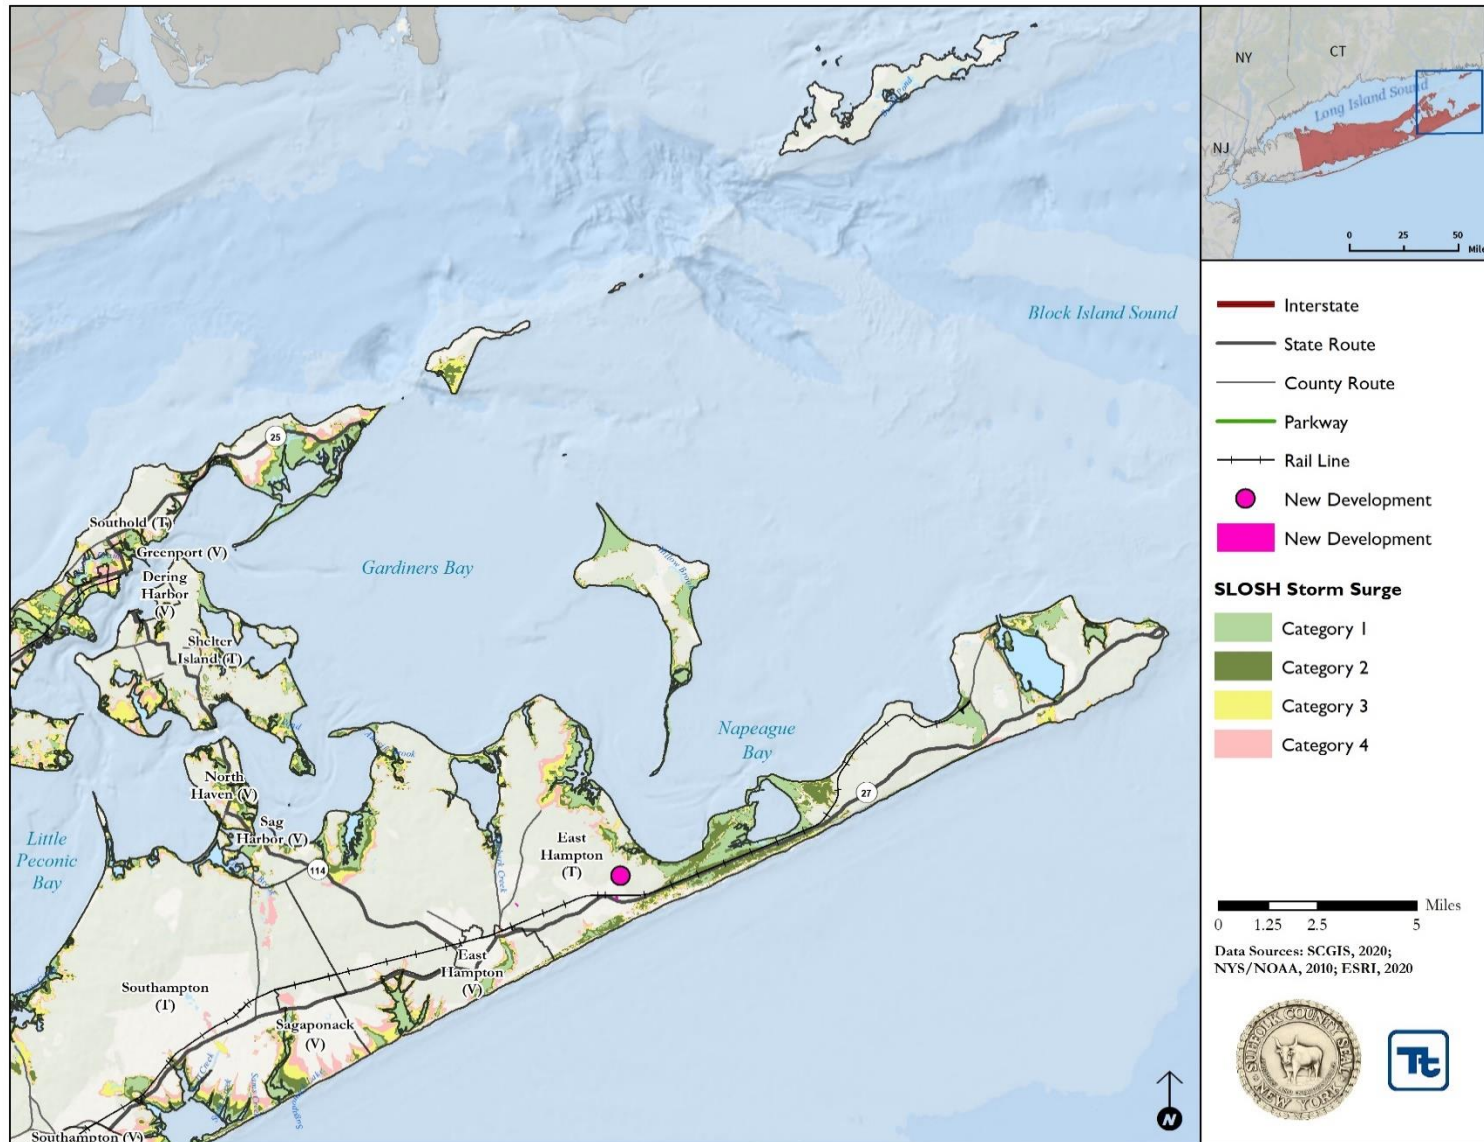 NY
CT
Long Island Sound
NJ
0 25 50
Miles
Block Island Sound
25
Southold (T)
Greenport (V)
Dering
Harbor
(V)
Gardiners Bay
Shelter
Island (T)
Napeague
Bay
North
Haven (V)
Sag
Harbor (V)
Little
Peconic
Bay
27
East
Hampton
(T)
114
East
Hampton
(V)
Southampton
(T)
Sagaponack
(V)
Southampton (V)
N
Interstate
State Route
County Route
Parkway
Rail Line
New Development
New Development
SLOSH Storm Surge
Category 1
Category 2
Category 3
Category 4
Miles
0 1.25 2.5 5
Data Sources: SCGIS, 2020;
NYS/NOAA, 2010; ESRI, 2020
SUFFOLK COUNTY SEAL
NEW YORK
Tt